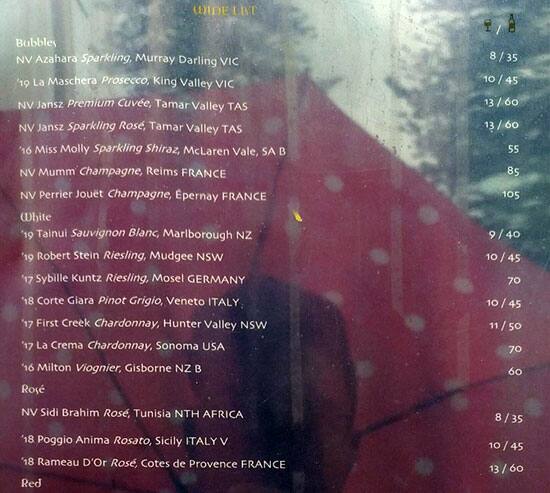 WINE LIST
/
Bubbles
NV Azahara Sparkling, Murray Darling VIC 8 / 35
'19 La Maschera Prosecco, King Valley VIC 10 / 45
NV Jansz Premium Cuvée, Tamar Valley TAS 13 / 60
NV Jansz Sparkling Rosé, Tamar Valley TAS 13 / 60
'16 Miss Molly Sparkling Shiraz, McLaren Vale, SA B 55
NV Mumm Champagne, Reims FRANCE 85
NV Perrier Jouët Champagne, Épernay FRANCE 105
White
'19 Tainui Sauvignon Blanc, Marlborough NZ 9 / 40
'19 Robert Stein Riesling, Mudgee NSW 10 / 45
'17 Sybille Kuntz Riesling, Mosel GERMANY 70
'18 Corte Giara Pinot Grigio, Veneto ITALY 10 / 45
'17 First Creek Chardonnay, Hunter Valley NSW 11 / 50
'17 La Crema Chardonnay, Sonoma USA 70
'16 Milton Viognier, Gisborne NZ B 60
Rosé
NV Sidi Brahim Rosé, Tunisia NTH AFRICA 8 / 35
'18 Poggio Anima Rosato, Sicily ITALY V 10 / 45
'18 Rameau D'Or Rosé, Cotes de Provence FRANCE 13 / 60
Red